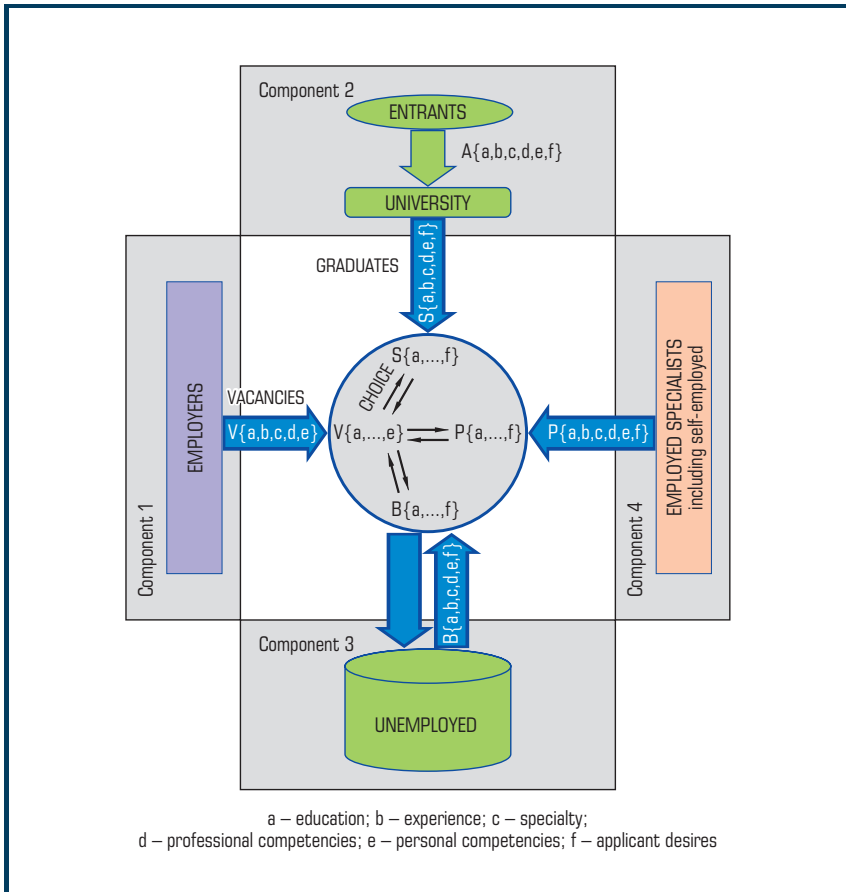 Component 2
ENTRANTS
A{a,b,c,d,e,f}
UNIVERSITY
GRADUATES
S{a,b,c,d,e,f}
S{a,...,f}
CHOICE
VACANCIES
V{a,b,c,d,e}
V{a,...,e}
P{a,...,f}
P{a,b,c,d,e,f}
EMPLOYERS
Component 1
EMPLOYED SPECIALISTS
including self-employed
Component 4
B{a,...,f}
B{a,b,c,d,e,f}
Component 3
UNEMPLOYED
a – education; b – experience; c – specialty;
d – professional competencies; e – personal competencies; f – applicant desires